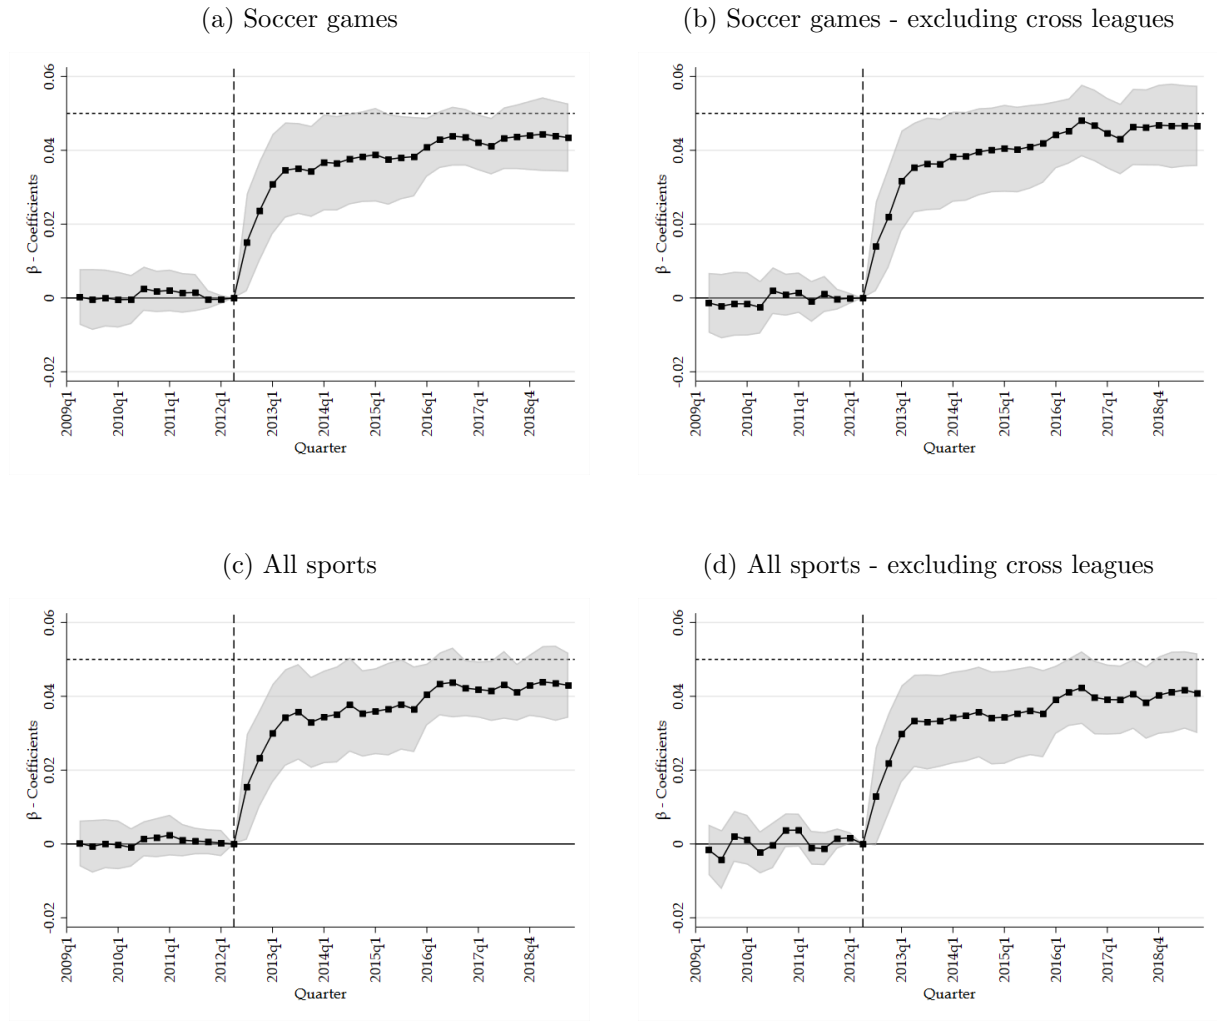 (a) Soccer games
0.06
0.04
0.02
0
-0.02
β - Coefficients
2009q1
2010q1
2011q1
2012q1
2013q1
2014q1
2015q1
2016q1
2017q1
2018q4
Quarter
(b) Soccer games - excluding cross leagues
0.06
0.04
0.02
0
-0.02
β - Coefficients
2009q1
2010q1
2011q1
2012q1
2013q1
2014q1
2015q1
2016q1
2017q1
2018q4
Quarter
(c) All sports
0.06
0.04
0.02
0
-0.02
β - Coefficients
2009q1
2010q1
2011q1
2012q1
2013q1
2014q1
2015q1
2016q1
2017q1
2018q4
Quarter
(d) All sports - excluding cross leagues
0.06
0.04
0.02
0
-0.02
β - Coefficients
2009q1
2010q1
2011q1
2012q1
2013q1
2014q1
2015q1
2016q1
2017q1
2018q4
Quarter